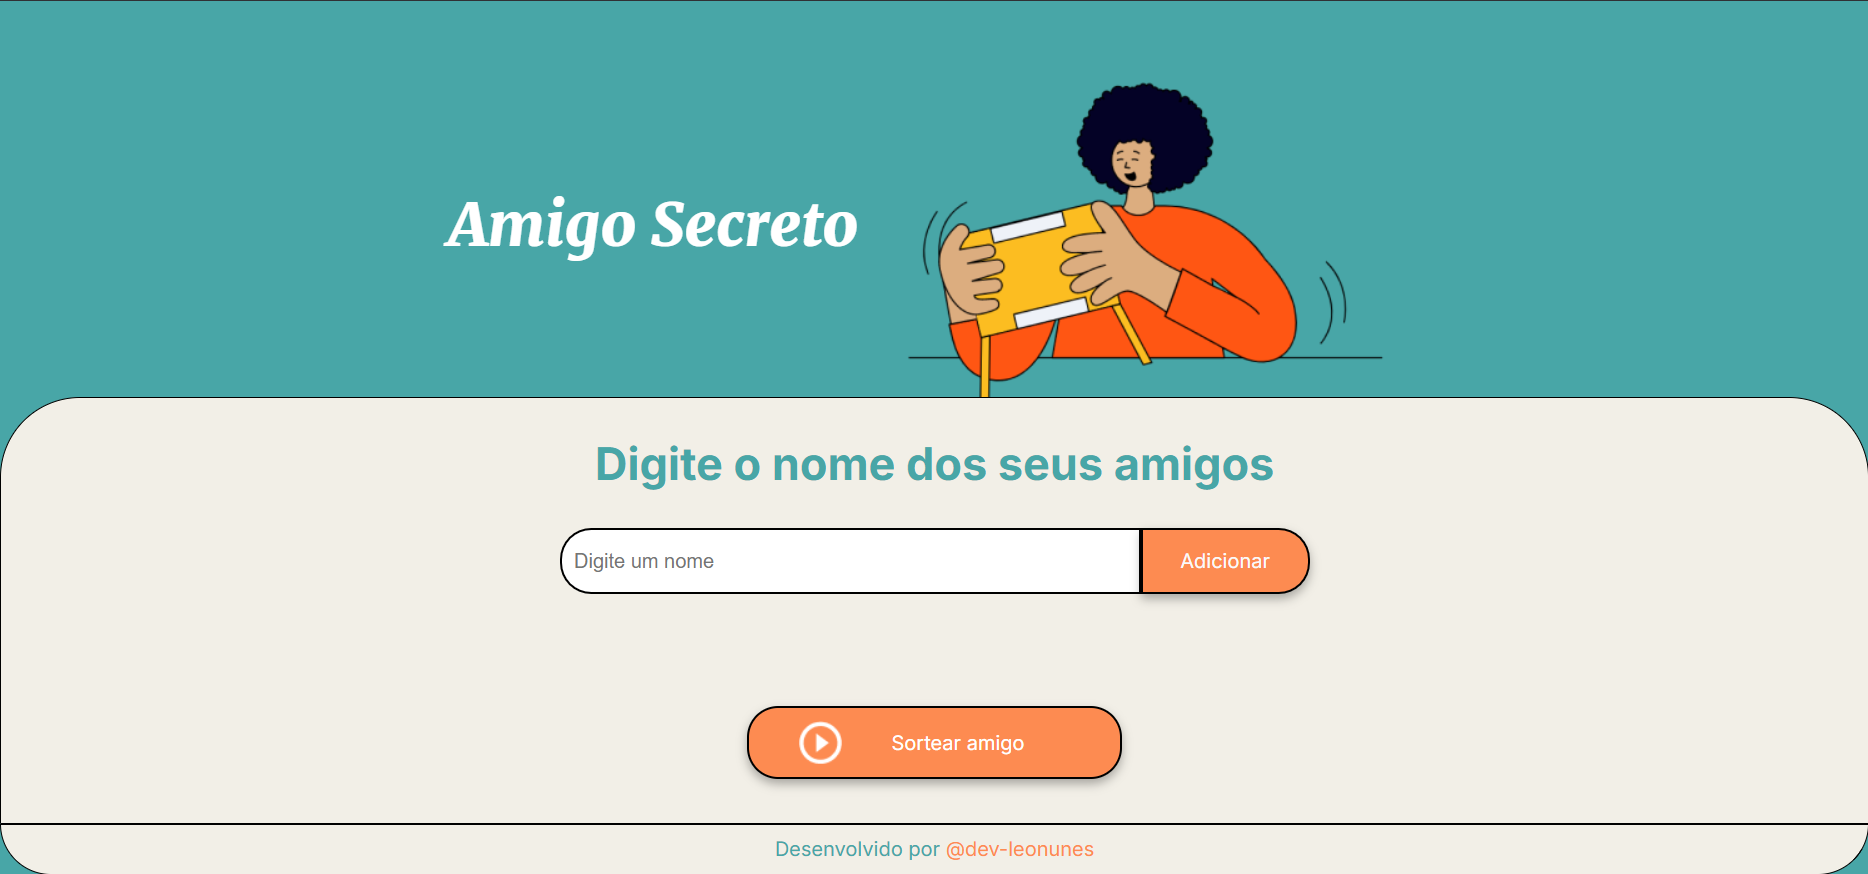 Amigo Secreto
Digite o nome dos seus amigos
Digite um nome
Adicionar
Sortear amigo
Desenvolvido por @dev-leonunes